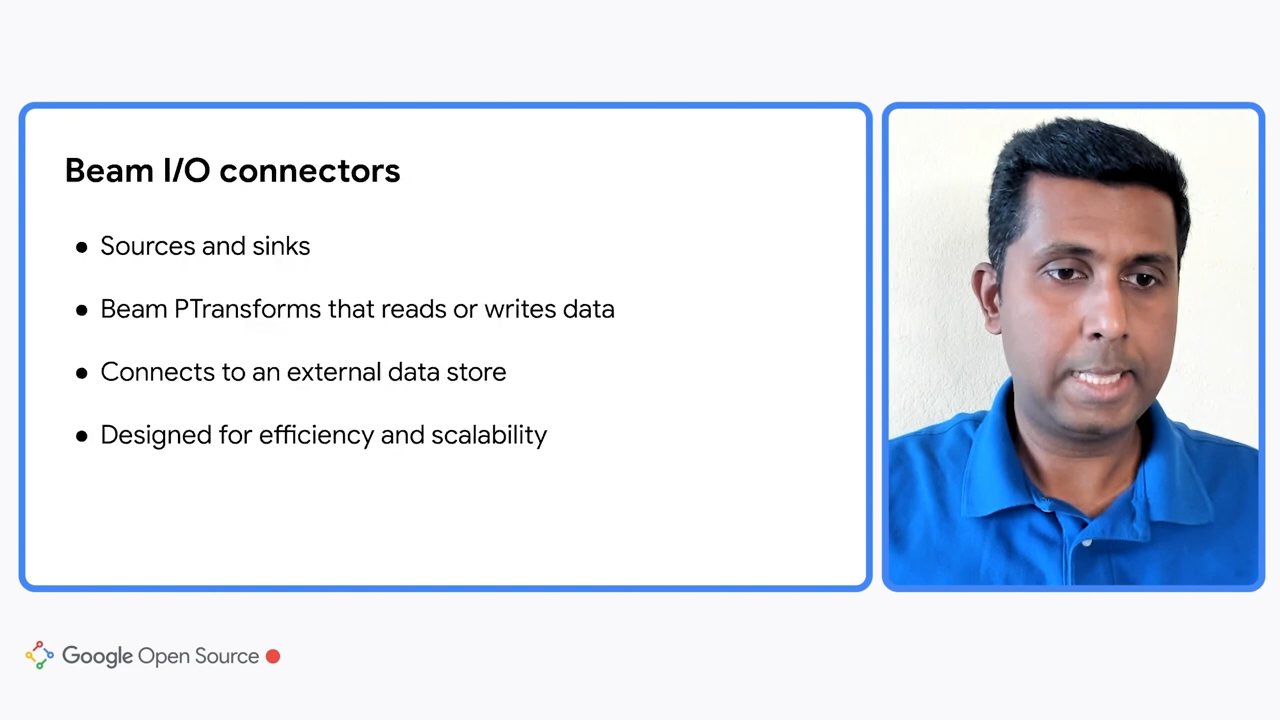 Beam I/O connectors
● Sources and sinks
● Beam PTransforms that reads or writes data
● Connects to an external data store
● Designed for efficiency and scalability
Google Open Source